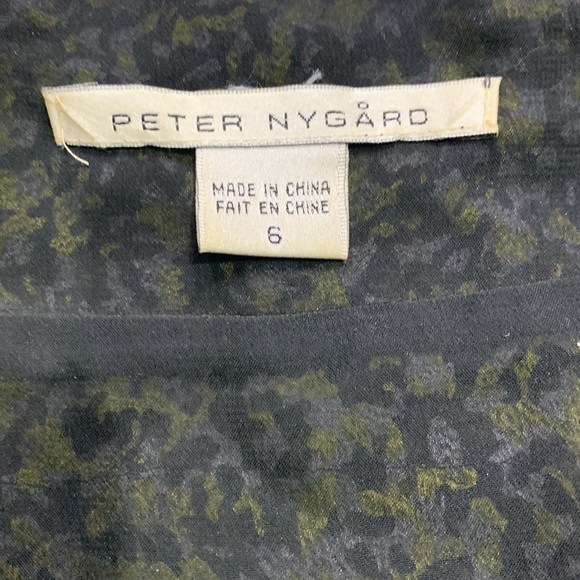 PETER NYGÅRD
MADE IN CHINA
FAIT EN CHINE
6